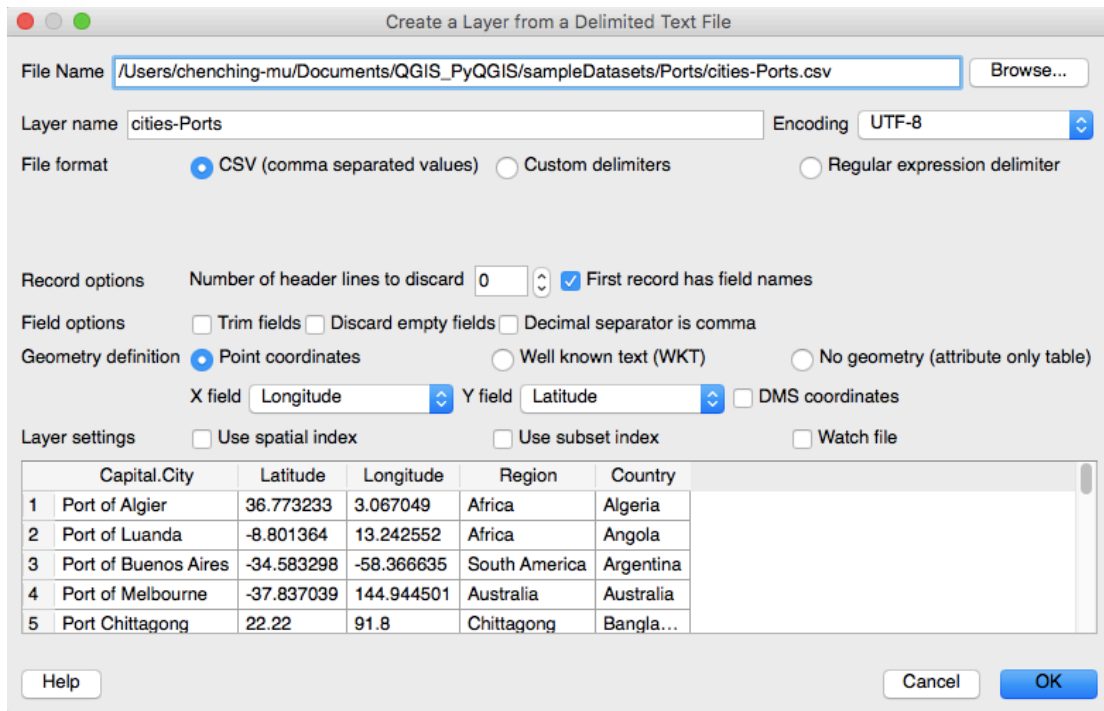 Create a Layer from a Delimited Text File
File Name /Users/chenching-mu/Documents/QGIS_PyQGIS/sampleDatasets/Ports/cities-Ports.csv Browse...
Layer name cities-Ports Encoding UTF-8
File format CSV (comma separated values) Custom delimiters Regular expression delimiter
Record options Number of header lines to discard 0 First record has field names
Field options Trim fields Discard empty fields Decimal separator is comma
Geometry definition Point coordinates Well known text (WKT) No geometry (attribute only table)
X field Longitude Y field Latitude DMS coordinates
Layer settings Use spatial index Use subset index Watch file
Capital.City Latitude Longitude Region Country
1 Port of Algier 36.773233 3.067049 Africa Algeria
2 Port of Luanda -8.801364 13.242552 Africa Angola
3 Port of Buenos Aires -34.583298 -58.366635 South America Argentina
4 Port of Melbourne -37.837039 144.944501 Australia Australia
5 Port Chittagong 22.22 91.8 Chittagong Bangla...
Help Cancel OK